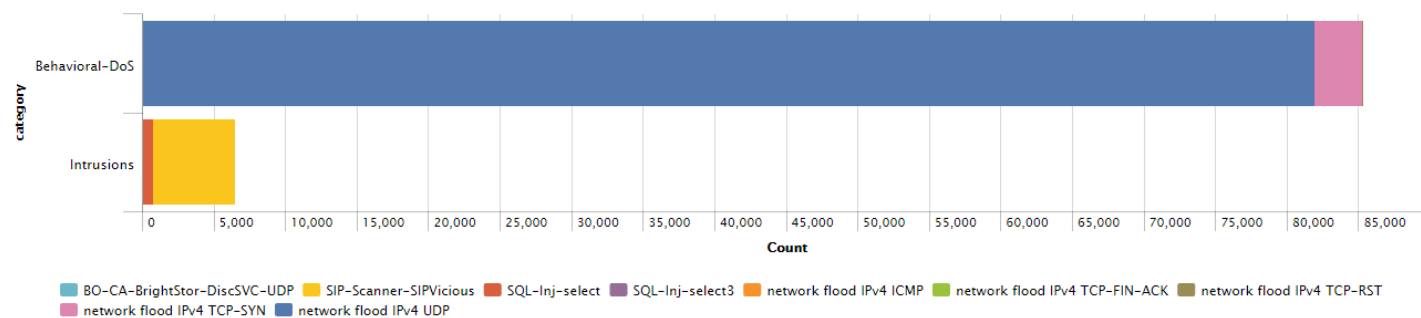 category
Behavioral-DoS
Intrusions
0 5,000 10,000 15,000 20,000 25,000 30,000 35,000 40,000 45,000 50,000 55,000 60,000 65,000 70,000 75,000 80,000 85,000
Count
BO-CA-BrightStor-DiscSVC-UDP SIP-Scanner-SIPVicious SQL-Inj-select SQL-Inj-select3 network flood IPv4 ICMP network flood IPv4 TCP-FIN-ACK network flood IPv4 TCP-RST
network flood IPv4 TCP-SYN network flood IPv4 UDP